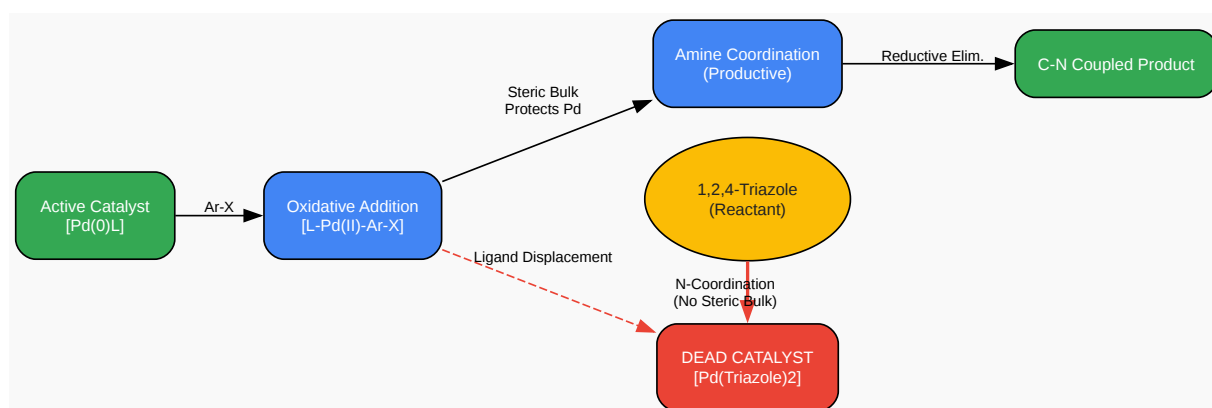 Amine Coordination
(Productive)
Reductive Elim.
C-N Coupled Product
Steric Bulk
Protects Pd
1,2,4-Triazole
(Reactant)
Active Catalyst
[Pd(0)L]
Ar-X
Oxidative Addition
[L-Pd(II)-Ar-X]
Ligand Displacement
N-Coordination
(No Steric Bulk)
DEAD CATALYST
[Pd(Triazole)2]